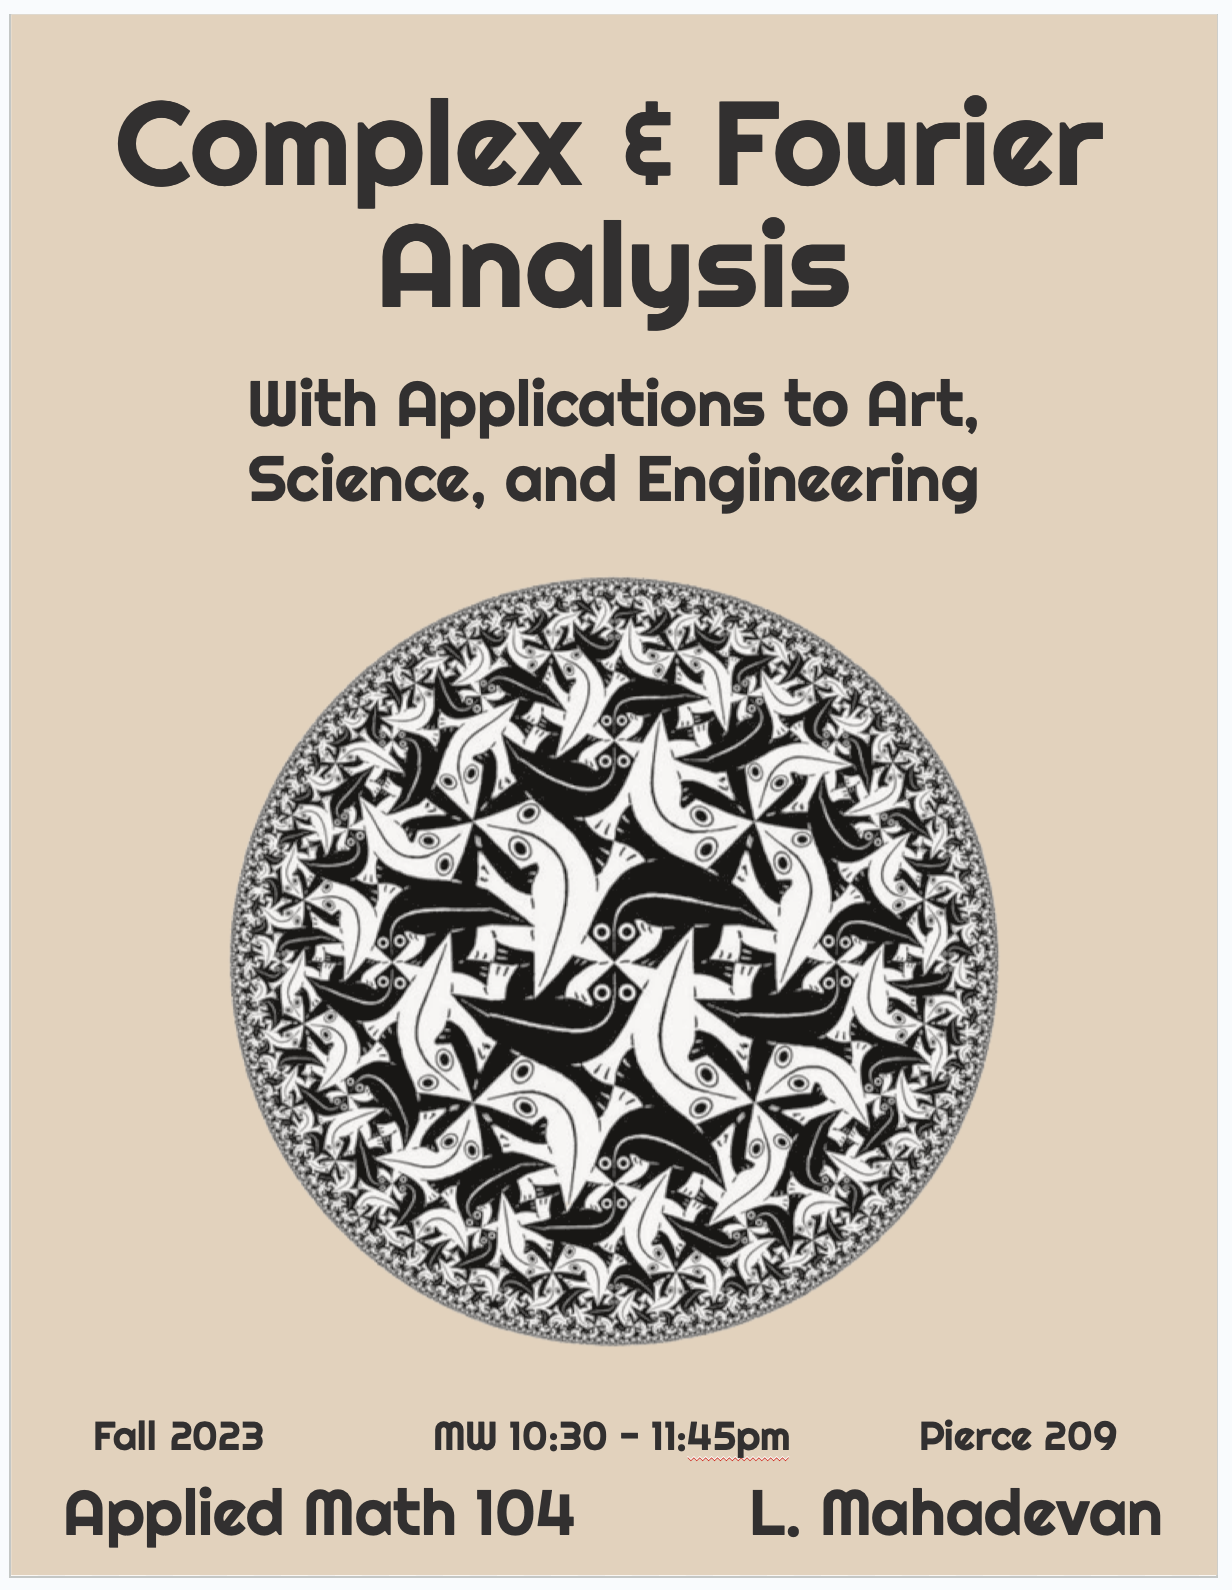 Complex & Fourier
Analysis
With Applications to Art,
Science, and Engineering
Fall 2023 MW 10:30 - 11:45pm Pierce 209
Applied Math 104 L. Mahadevan